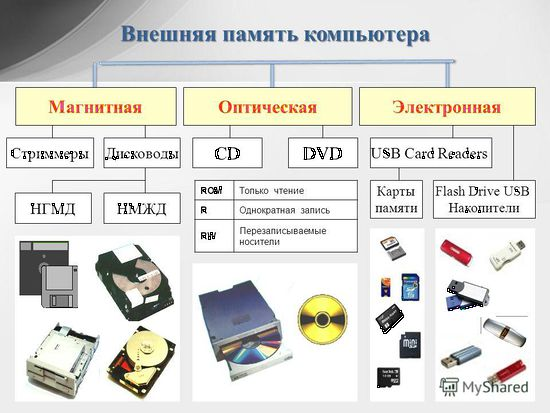 Внешняя память компьютера
Магнитная
Оптическая
Электронная
Стриммеры
Дисководы
CD
DVD
USB Card Readers
НГМД
НМЖД
ROM Только чтение
R Однократная запись
RW Перезаписываемые
носители
Карты
памяти
Flash Drive USB
Накопители
mini
MyShared